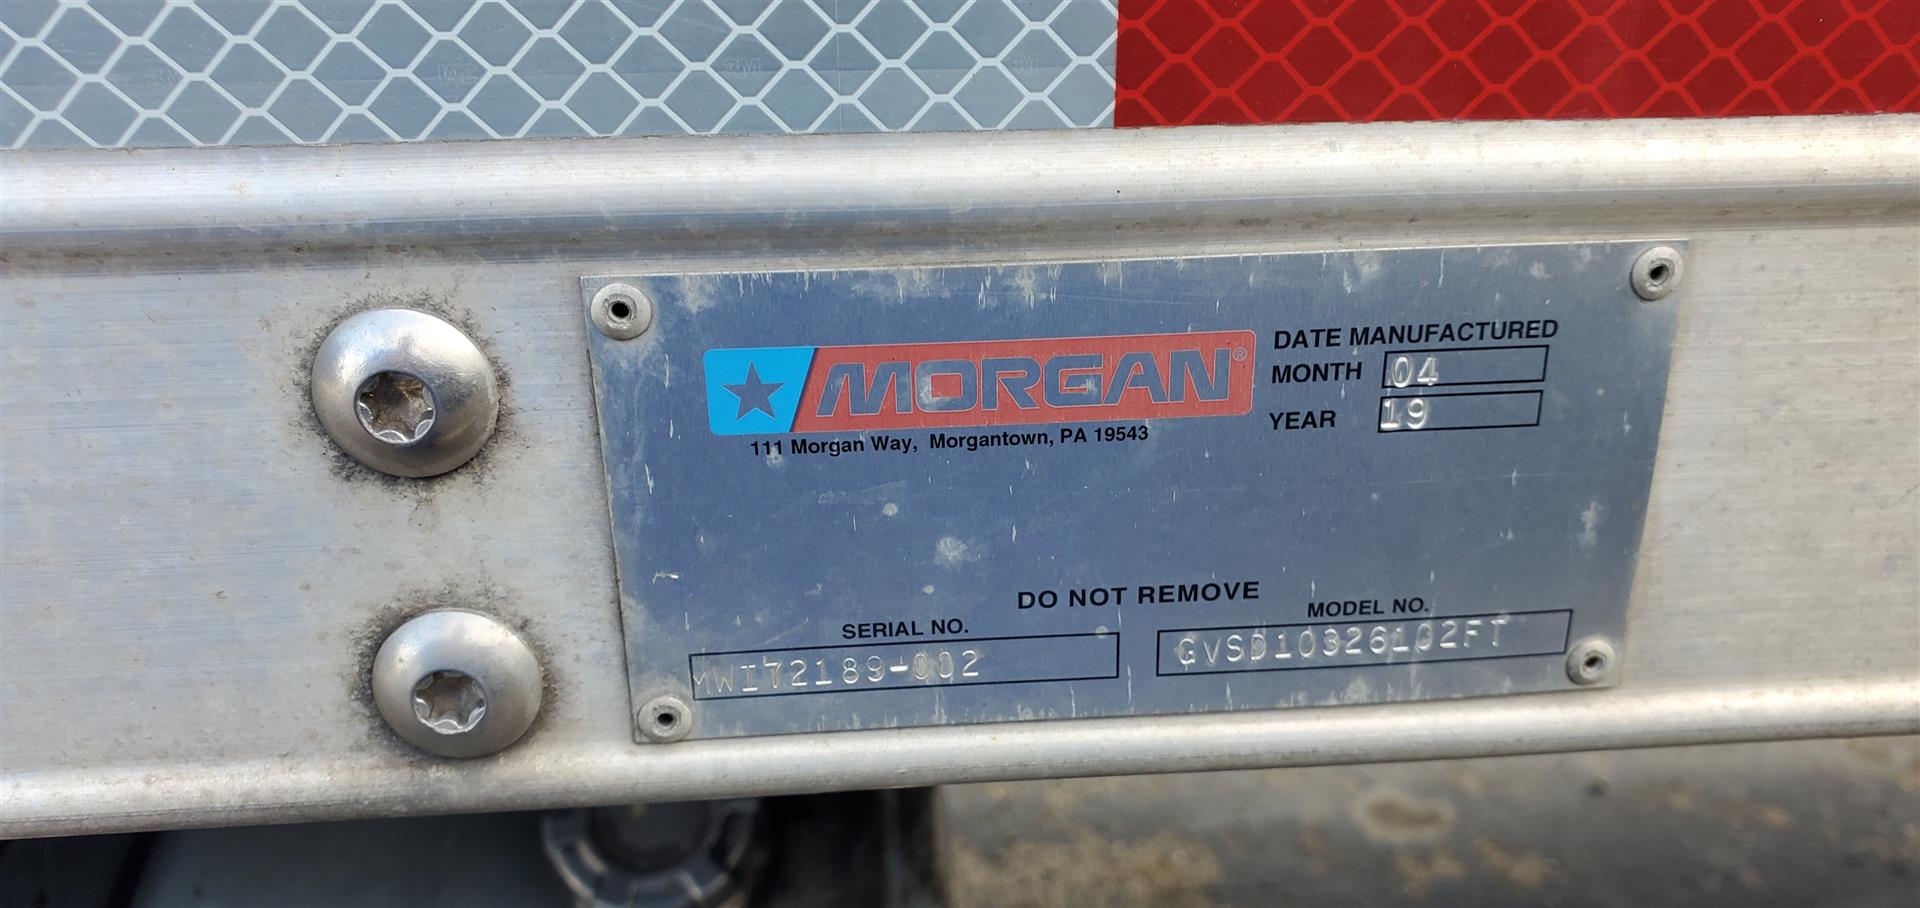 MORGAN®
111 Morgan Way, Morgantown, PA 19543
DATE MANUFACTURED
MONTH 04
YEAR 19
DO NOT REMOVE
SERIAL NO.
MWI72189-002
MODEL NO.
GVSD10326102FT